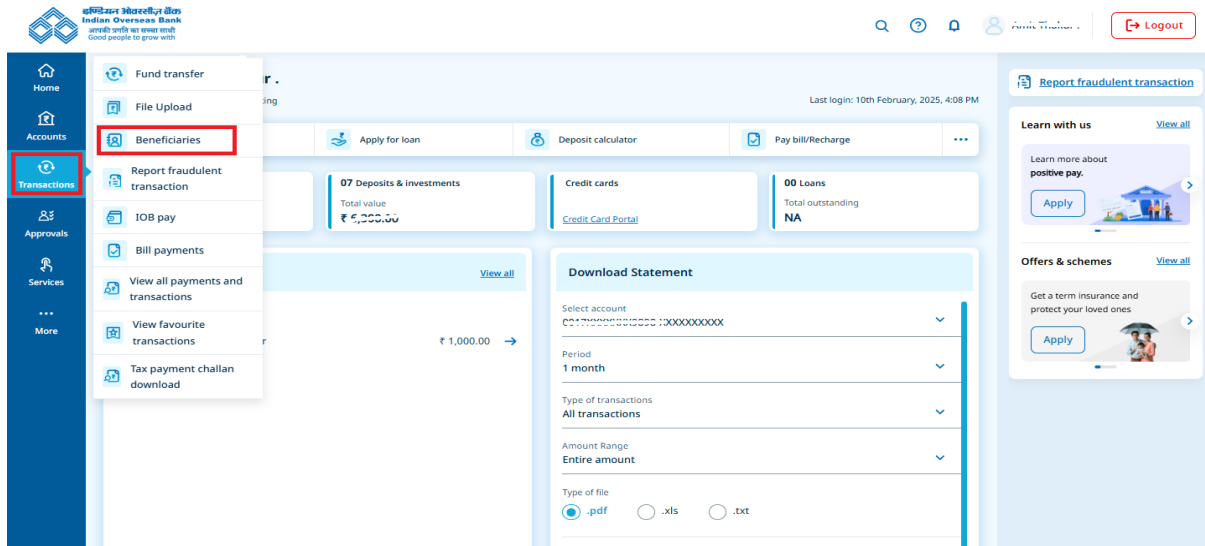 इण्डियन ओवरसीज़ बैंक
Indian Overseas Bank
आपकी प्रगति का सच्चा साथी
Good people to grow with
Logout
Home
Accounts
Transactions
Approvals
Services
More
Fund transfer
File Upload
Beneficiaries
Report fraudulent
transaction
IOB pay
Bill payments
View all payments and
transactions
View favourite
transactions
Tax payment challan
download
Last login: 10th February, 2025, 4:08 PM
Apply for loan
Deposit calculator
Pay bill/Recharge
07 Deposits & investments
Total value
Credit cards
Credit Card Portal
00 Loans
Total outstanding
NA
View all
₹ 1,000.00
Download Statement
Select account
Period
1 month
Type of transactions
All transactions
Amount Range
Entire amount
Type of file
.pdf
.xls
.txt
Report fraudulent transaction
Learn with us
View all
Learn more about
positive pay.
Apply
Offers & schemes
View all
Get a term insurance and
protect your loved ones
Apply